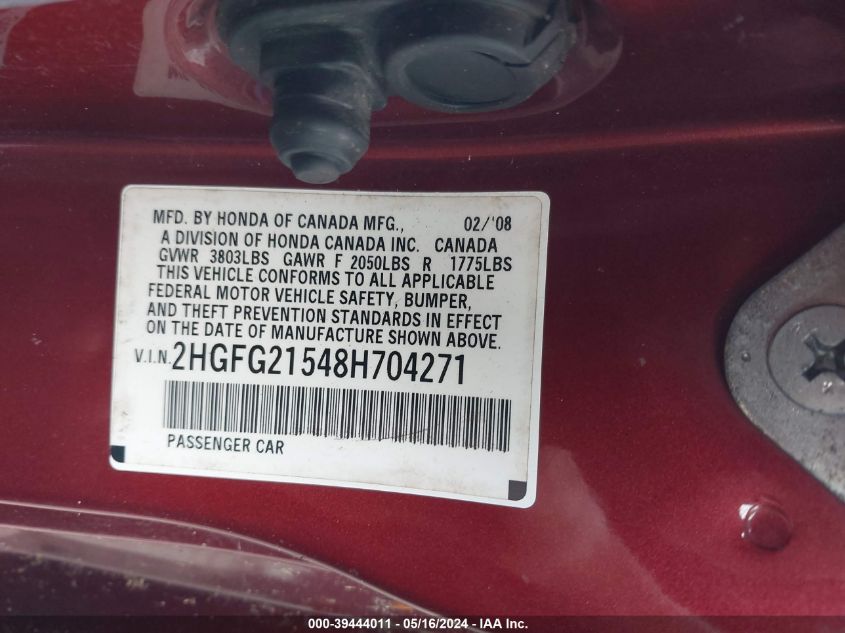 MFD. BY HONDA OF CANADA MFG., 02/'08
A DIVISION OF HONDA CANADA INC. CANADA
GVWR 3803LBS GAWR F 2050LBS R 1775LBS
THIS VEHICLE CONFORMS TO ALL APPLICABLE
FEDERAL MOTOR VEHICLE SAFETY, BUMPER,
AND THEFT PREVENTION STANDARDS IN EFFECT
ON THE DATE OF MANUFACTURE SHOWN ABOVE.
V.I.N. 2HGFG21548H704271
PASSENGER CAR
000-39444011 - 05/16/2024 - IAA Inc.